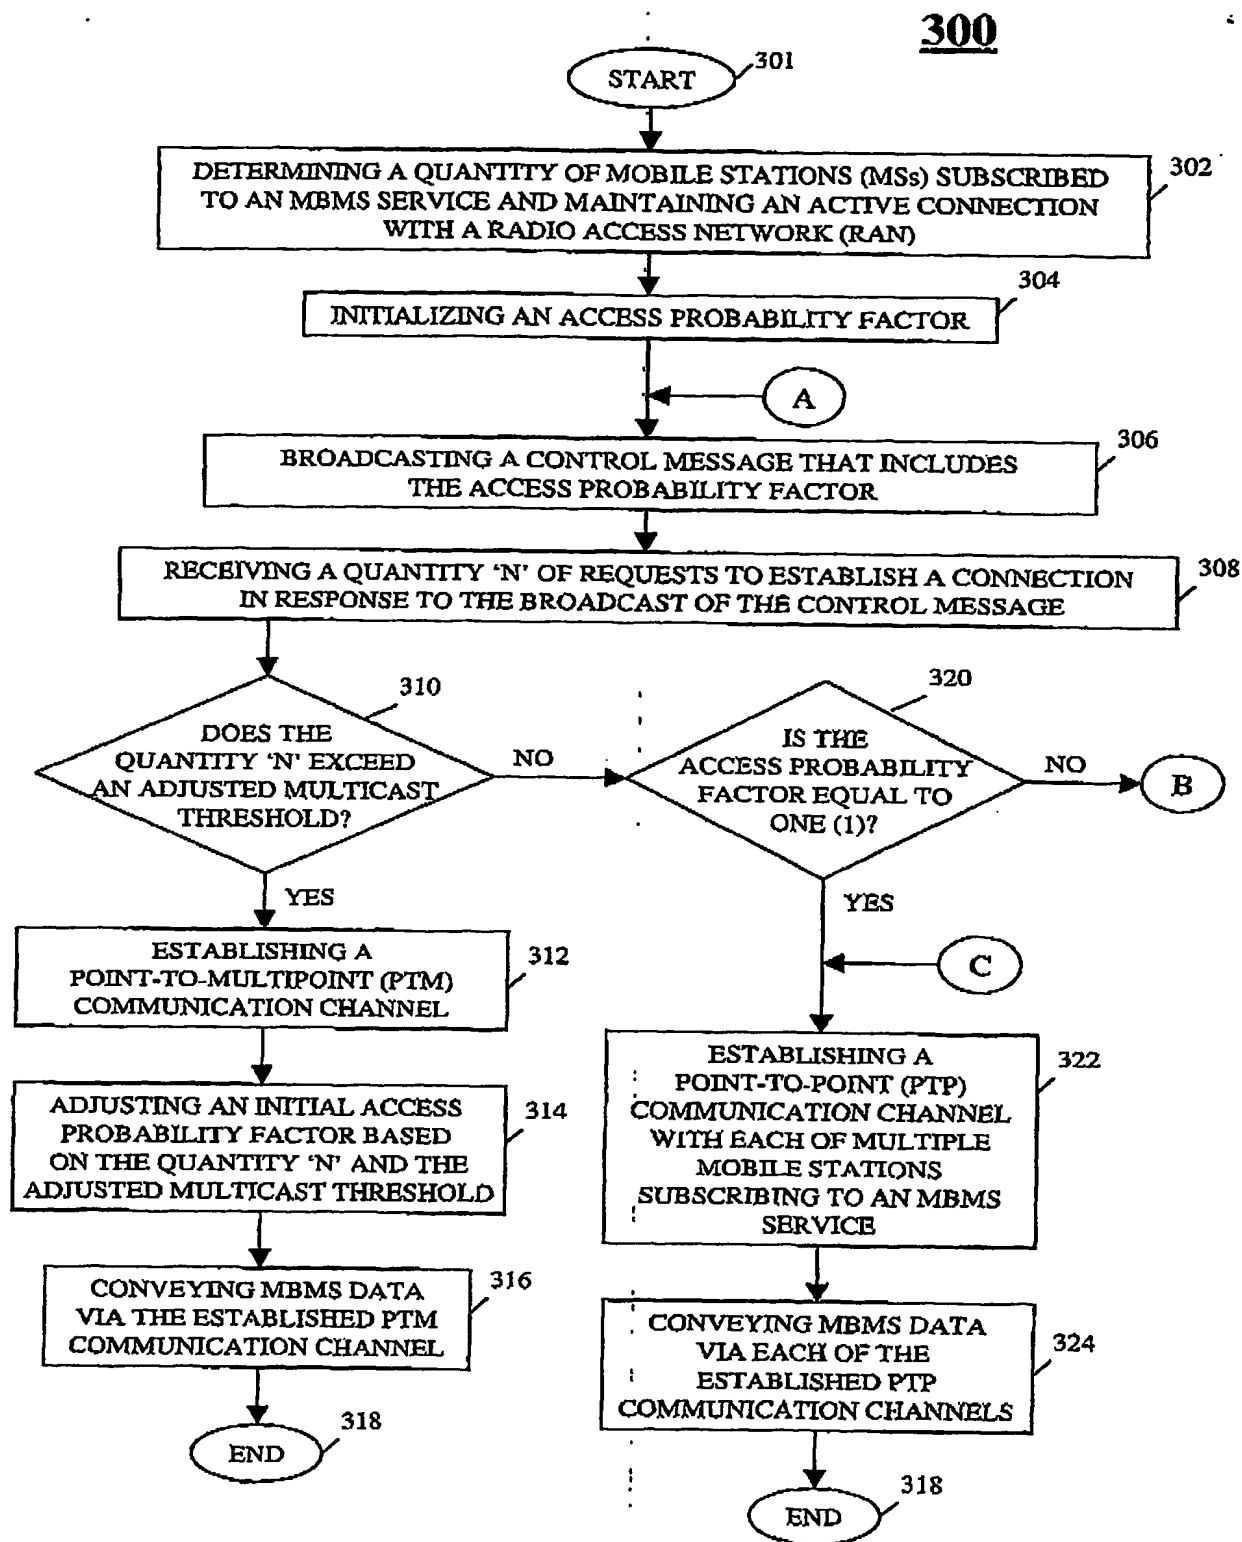 300
START
301
DETERMINING A QUANTITY OF MOBILE STATIONS (MSs) SUBSCRIBED
TO AN MBMS SERVICE AND MAINTAINING AN ACTIVE CONNECTION
WITH A RADIO ACCESS NETWORK (RAN)
302
INITIALIZING AN ACCESS PROBABILITY FACTOR
304
A
BROADCASTING A CONTROL MESSAGE THAT INCLUDES
THE ACCESS PROBABILITY FACTOR
306
RECEIVING A QUANTITY ‘N’ OF REQUESTS TO ESTABLISH A CONNECTION
IN RESPONSE TO THE BROADCAST OF THE CONTROL MESSAGE
308
310
DOES THE
QUANTITY ‘N’ EXCEED
AN ADJUSTED MULTICAST
THRESHOLD?
NO
YES
320
IS THE
ACCESS PROBABILITY
FACTOR EQUAL TO
ONE (1)?
NO
B
YES
C
ESTABLISHING A
POINT-TO-MULTIPOINT (PTM)
COMMUNICATION CHANNEL
312
ADJUSTING AN INITIAL ACCESS
PROBABILITY FACTOR BASED
ON THE QUANTITY ‘N’ AND THE
ADJUSTED MULTICAST THRESHOLD
314
CONVEYING MBMS DATA
VIA THE ESTABLISHED PTM
COMMUNICATION CHANNEL
316
END
318
ESTABLISHING A
POINT-TO-POINT (PTP)
COMMUNICATION CHANNEL
WITH EACH OF MULTIPLE
MOBILE STATIONS
SUBSCRIBING TO AN MBMS
SERVICE
322
CONVEYING MBMS DATA
VIA EACH OF THE
ESTABLISHED PTP
COMMUNICATION CHANNELS
324
END
318